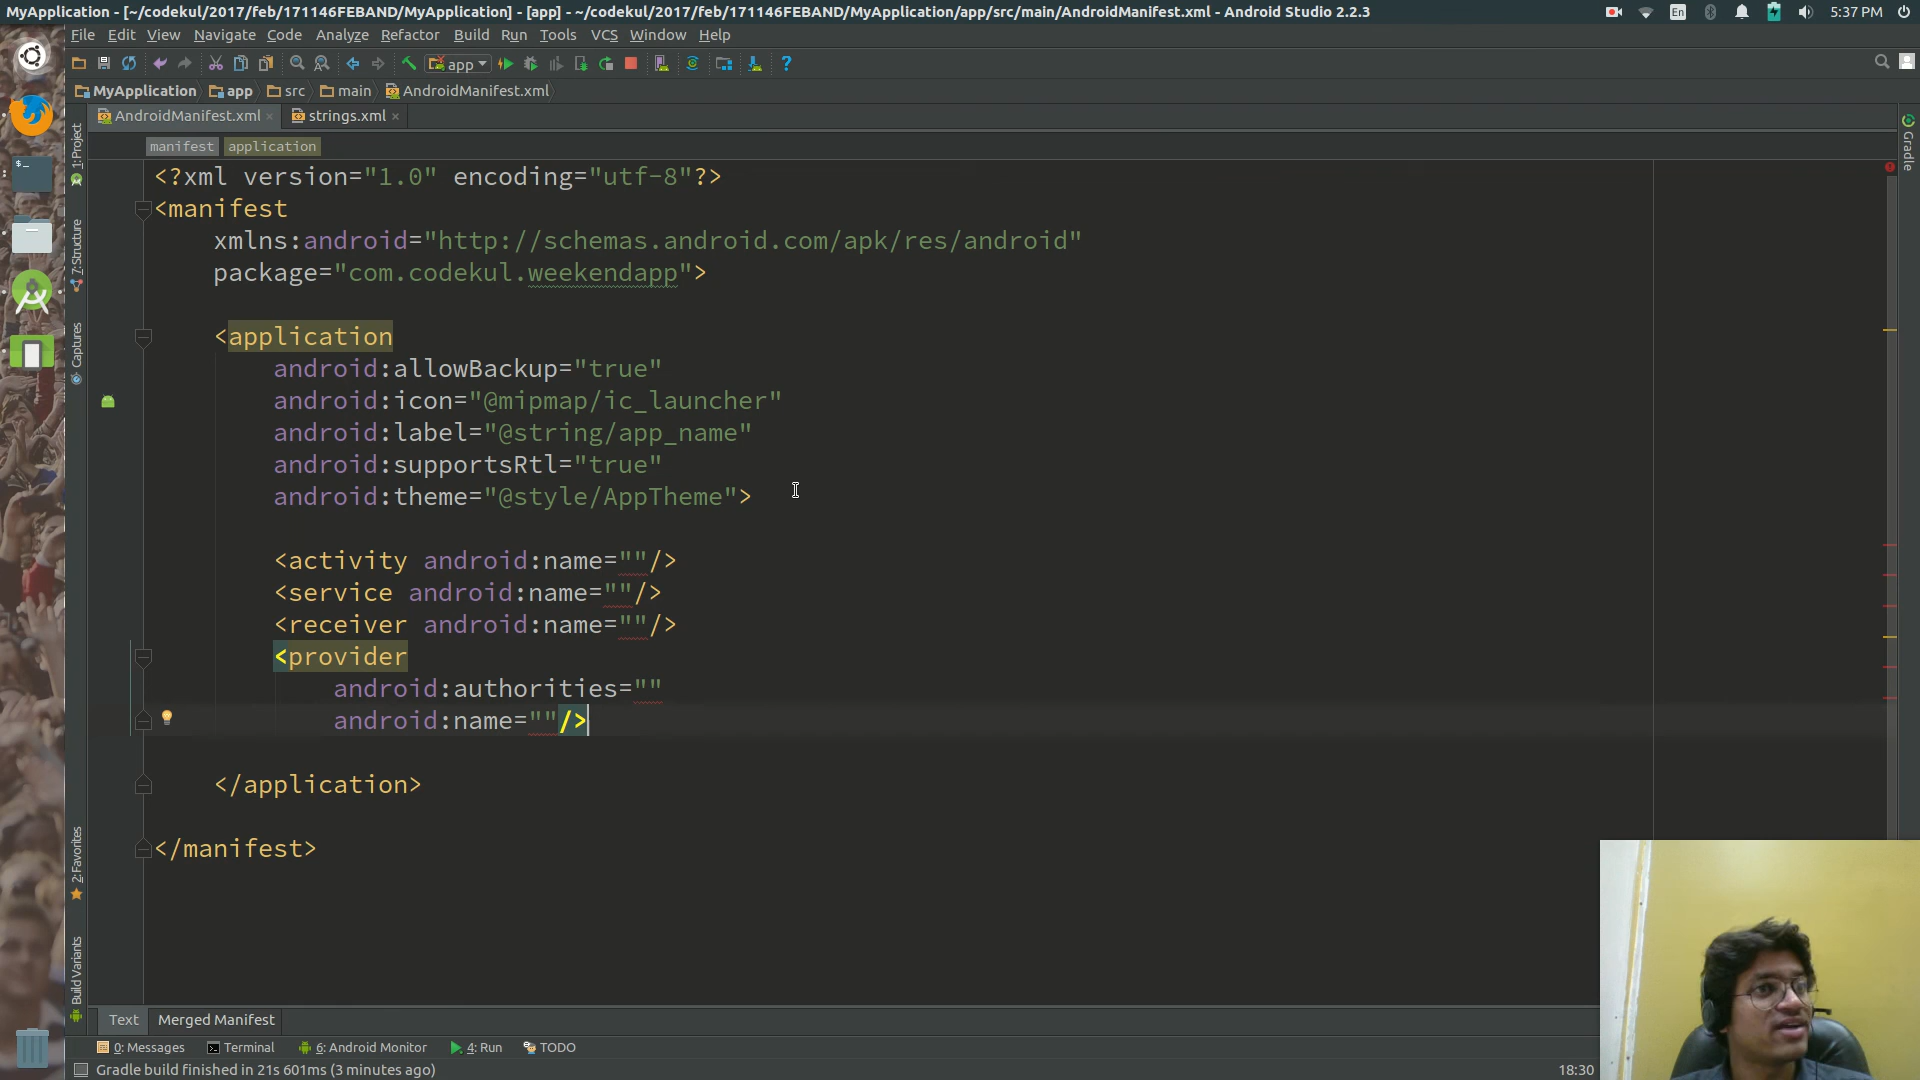 MyApplication - [~/codekul/2017/feb/171146FEBAND/MyApplication] - [app] - ~/codekul/2017/feb/171146FEBAND/MyApplication/app/src/main/AndroidManifest.xml - Android Studio 2.2.3
En
5:37 PM
File Edit View Navigate Code Analyze Refactor Build Run Tools VCS Window Help
app
MyApplication app src main AndroidManifest.xml
AndroidManifest.xml strings.xml
manifest application
<?xml version="1.0" encoding="utf-8"?>
<manifest
xmlns:android="http://schemas.android.com/apk/res/android"
package="com.codekul.weekendapp">
<application
android:allowBackup="true"
android:icon="@mipmap/ic_launcher"
android:label="@string/app_name"
android:supportsRtl="true"
android:theme="@style/AppTheme">
<activity android:name=""/>
<service android:name=""/>
<receiver android:name=""/>
<provider
android:authorities=""
android:name=""/>
</application>
</manifest>
1: Project
7: Structure
Captures
2: Favorites
Build Variants
Gradle
Text Merged Manifest
0: Messages Terminal 6: Android Monitor 4: Run TODO
Gradle build finished in 21s 601ms (3 minutes ago)
18:30